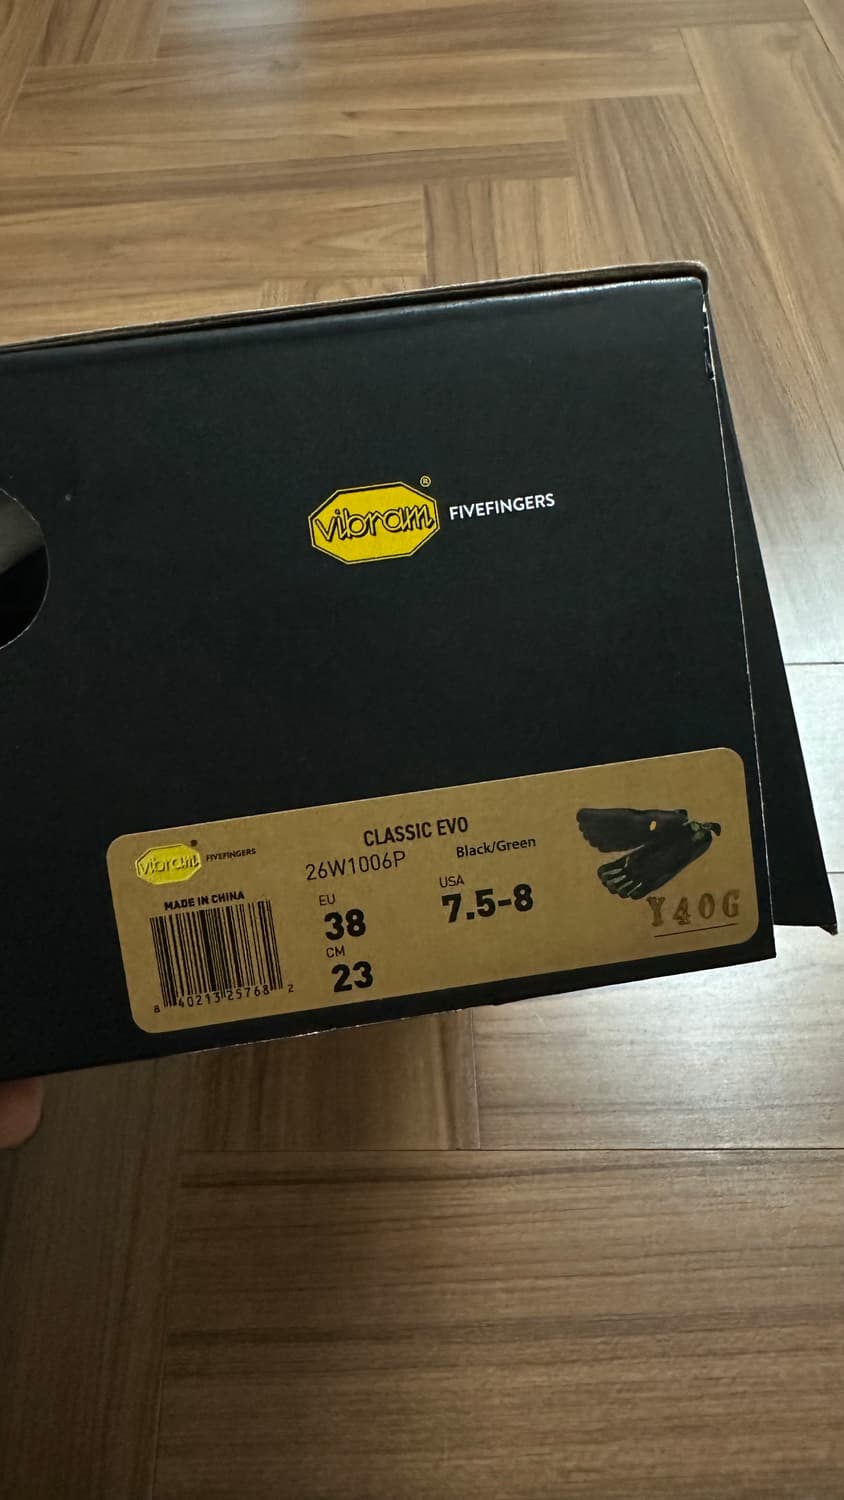 vibram® FIVEFINGERS
vibram FIVEFINGERS
MADE IN CHINA
8 40213 25768 2
CLASSIC EVO
26W1006P Black/Green
EU
38
CM
23
USA
7.5-8
Y40G